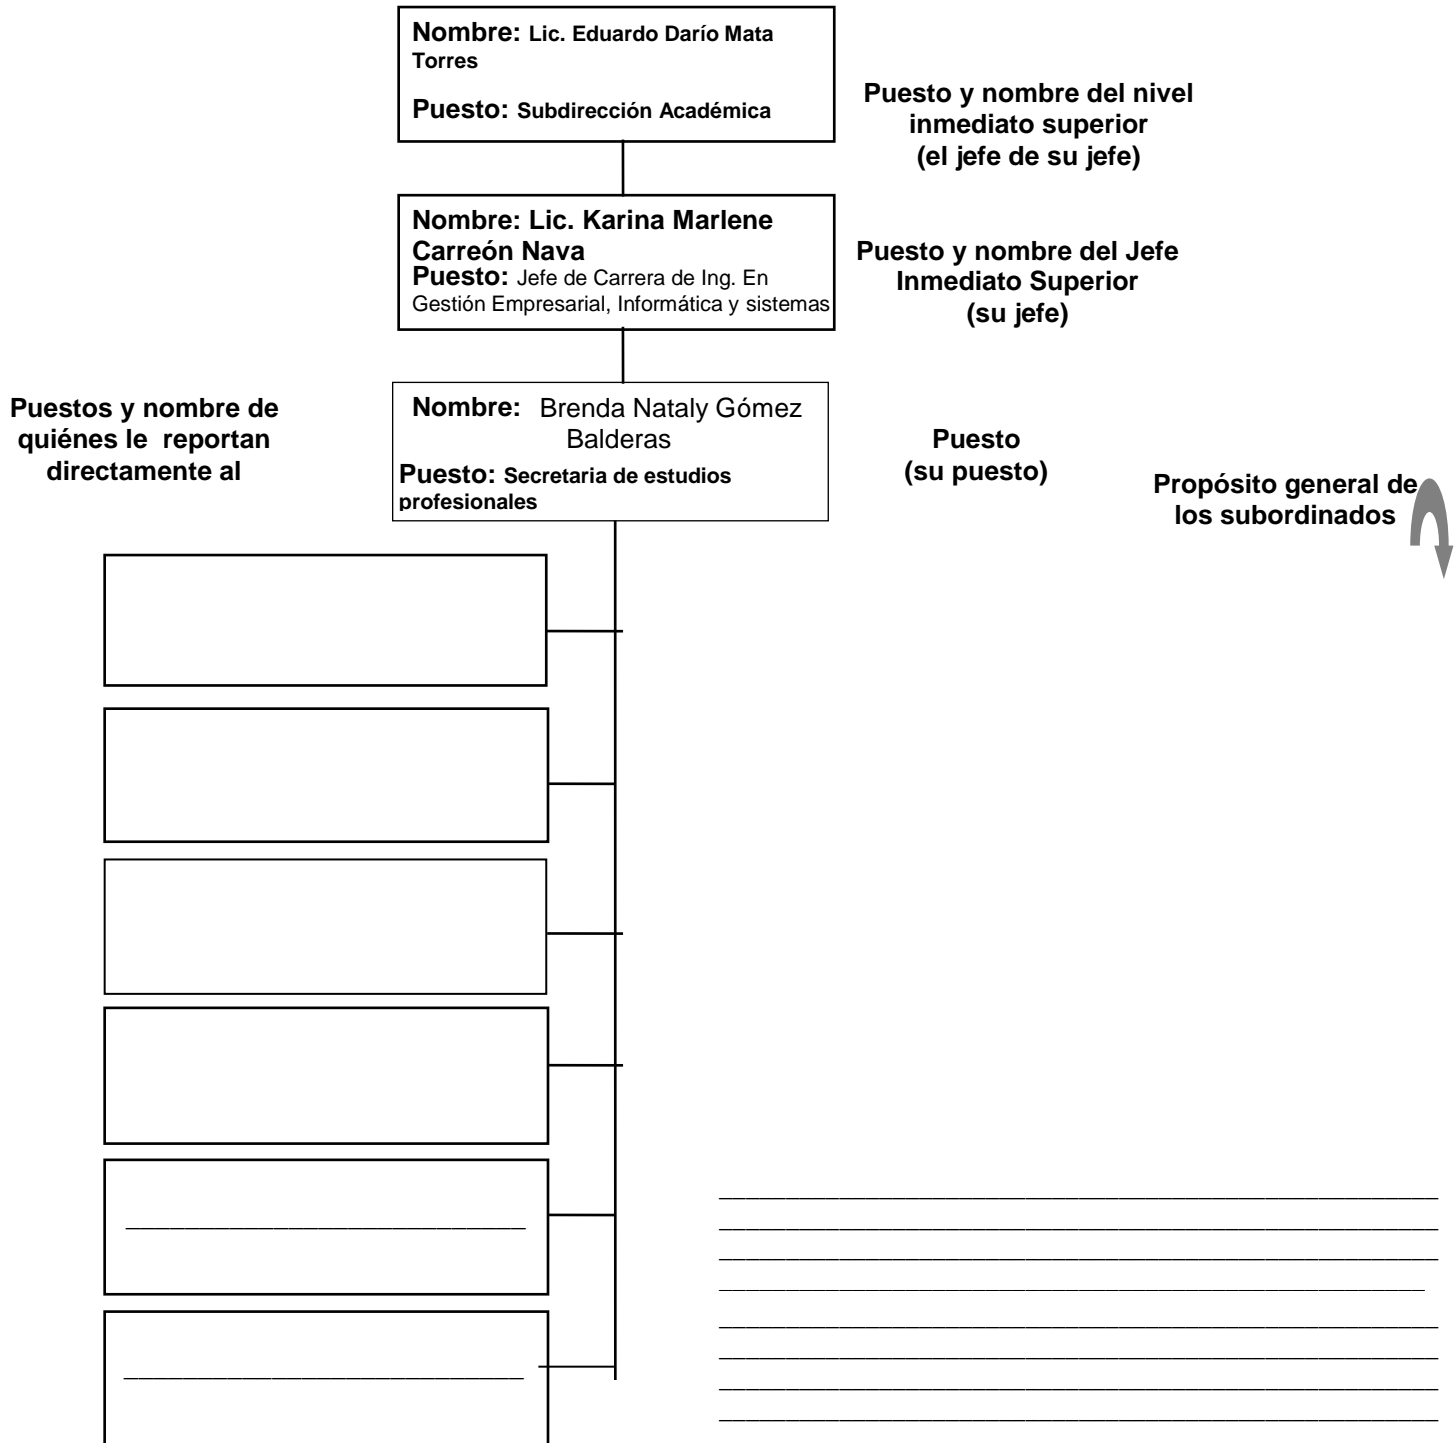 Nombre: Lic. Eduardo Darío Mata
Torres
Puesto: Subdirección Académica
Puesto y nombre del nivel
inmediato superior
(el jefe de su jefe)
Nombre: Lic. Karina Marlene
Carreón Nava
Puesto: Jefe de Carrera de Ing. En
Gestión Empresarial, Informática y sistemas
Puesto y nombre del Jefe
Inmediato Superior
(su jefe)
Puestos y nombre de
quiénes le reportan
directamente al
Nombre: Brenda Nataly Gómez
Balderas
Puesto: Secretaria de estudios
profesionales
Puesto
(su puesto)
Propósito general de
los subordinados